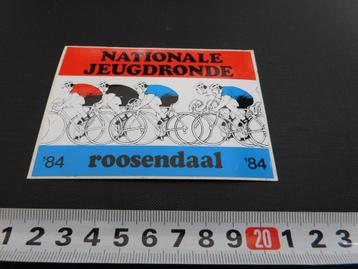 NATIONALE
JEUGDRONDE
'84 roosendaal '84
1 2 3 4 5 6 7 8 9 20 1 2 3